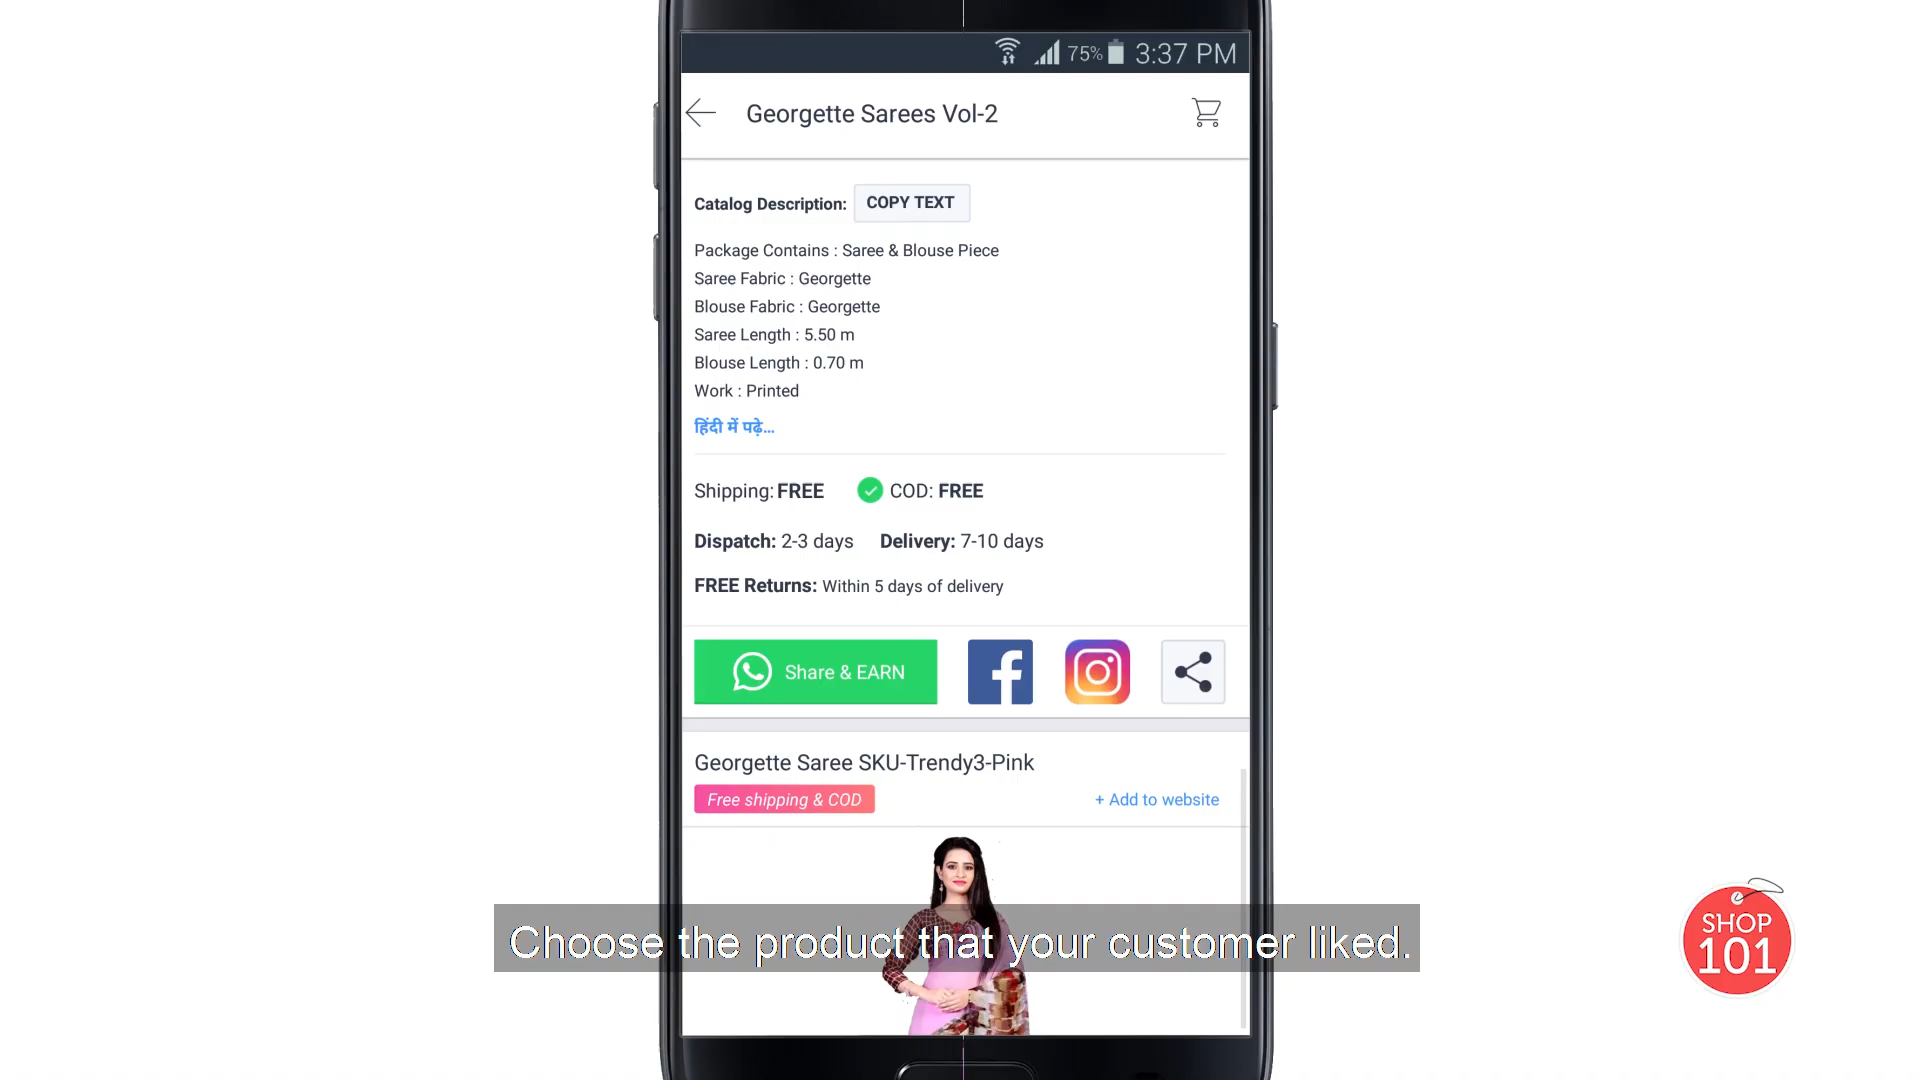 75% 3:37 PM
Georgette Sarees Vol-2
Catalog Description: COPY TEXT
Package Contains : Saree & Blouse Piece
Saree Fabric : Georgette
Blouse Fabric : Georgette
Saree Length : 5.50 m
Blouse Length : 0.70 m
Work : Printed
हिंदी में पढ़े...
Shipping: FREE COD: FREE
Dispatch: 2-3 days Delivery: 7-10 days
FREE Returns: Within 5 days of delivery
Share & EARN
Georgette Saree SKU-Trendy3-Pink
Free shipping & COD + Add to website
Choose the product that your customer liked.
SHOP
101